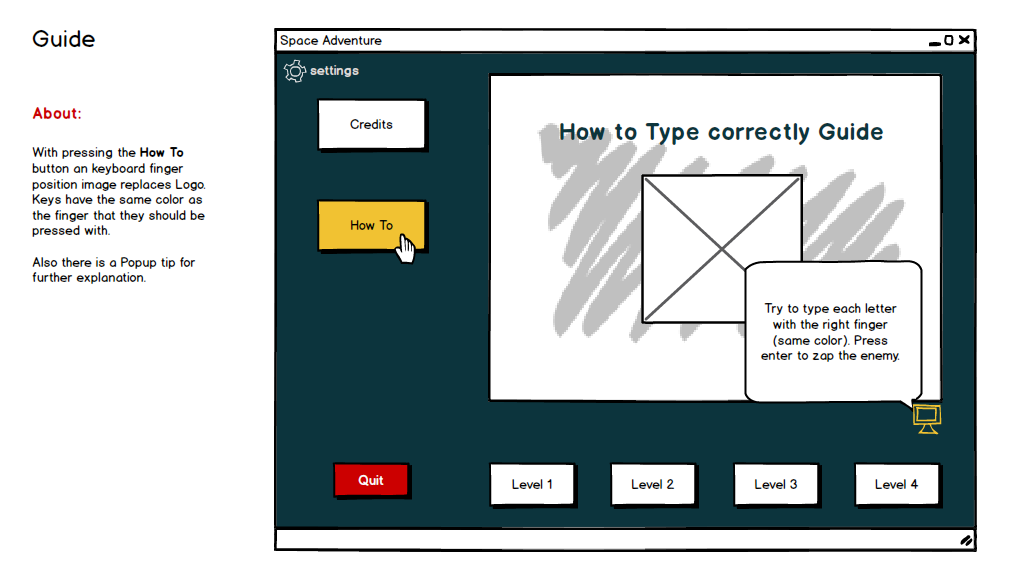 Guide
About:
With pressing the How To
button an keyboard finger
position image replaces Logo.
Keys have the same color as
the finger that they should be
pressed with.
Also there is a Popup tip for
further explanation.
Space Adventure
settings
Credits
How To
How to Type correctly Guide
Try to type each letter
with the right finger
(same color). Press
enter to zap the enemy.
Quit
Level 1
Level 2
Level 3
Level 4